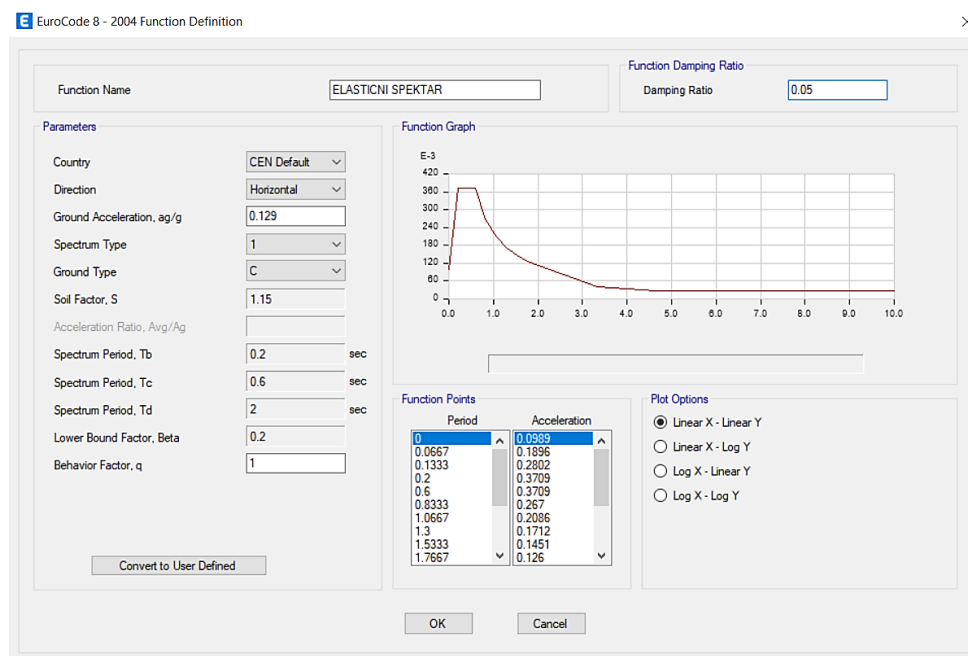 E EuroCode 8 - 2004 Function Definition
Function Name ELASTICNI SPEKTAR
Function Damping Ratio
Damping Ratio 0.05
Parameters
Country CEN Default
Direction Horizontal
Ground Acceleration, ag/g 0.129
Spectrum Type 1
Ground Type C
Soil Factor, S 1.15
Acceleration Ratio, Avg/Ag
Spectrum Period, Tb 0.2 sec
Spectrum Period, Tc 0.6 sec
Spectrum Period, Td 2 sec
Lower Bound Factor, Beta 0.2
Behavior Factor, q 1
Convert to User Defined
Function Graph
E-3
420
360
300
240
180
120
60
0
0.0 1.0 2.0 3.0 4.0 5.0 6.0 7.0 8.0 9.0 10.0
Function Points
Period Acceleration
0 0.0989
0.0667 0.1896
0.1333 0.2802
0.2 0.3709
0.6 0.3709
0.8333 0.267
1.0667 0.2086
1.3 0.1712
1.5333 0.1451
1.7667 0.126
Plot Options
Linear X - Linear Y
Linear X - Log Y
Log X - Linear Y
Log X - Log Y
OK Cancel